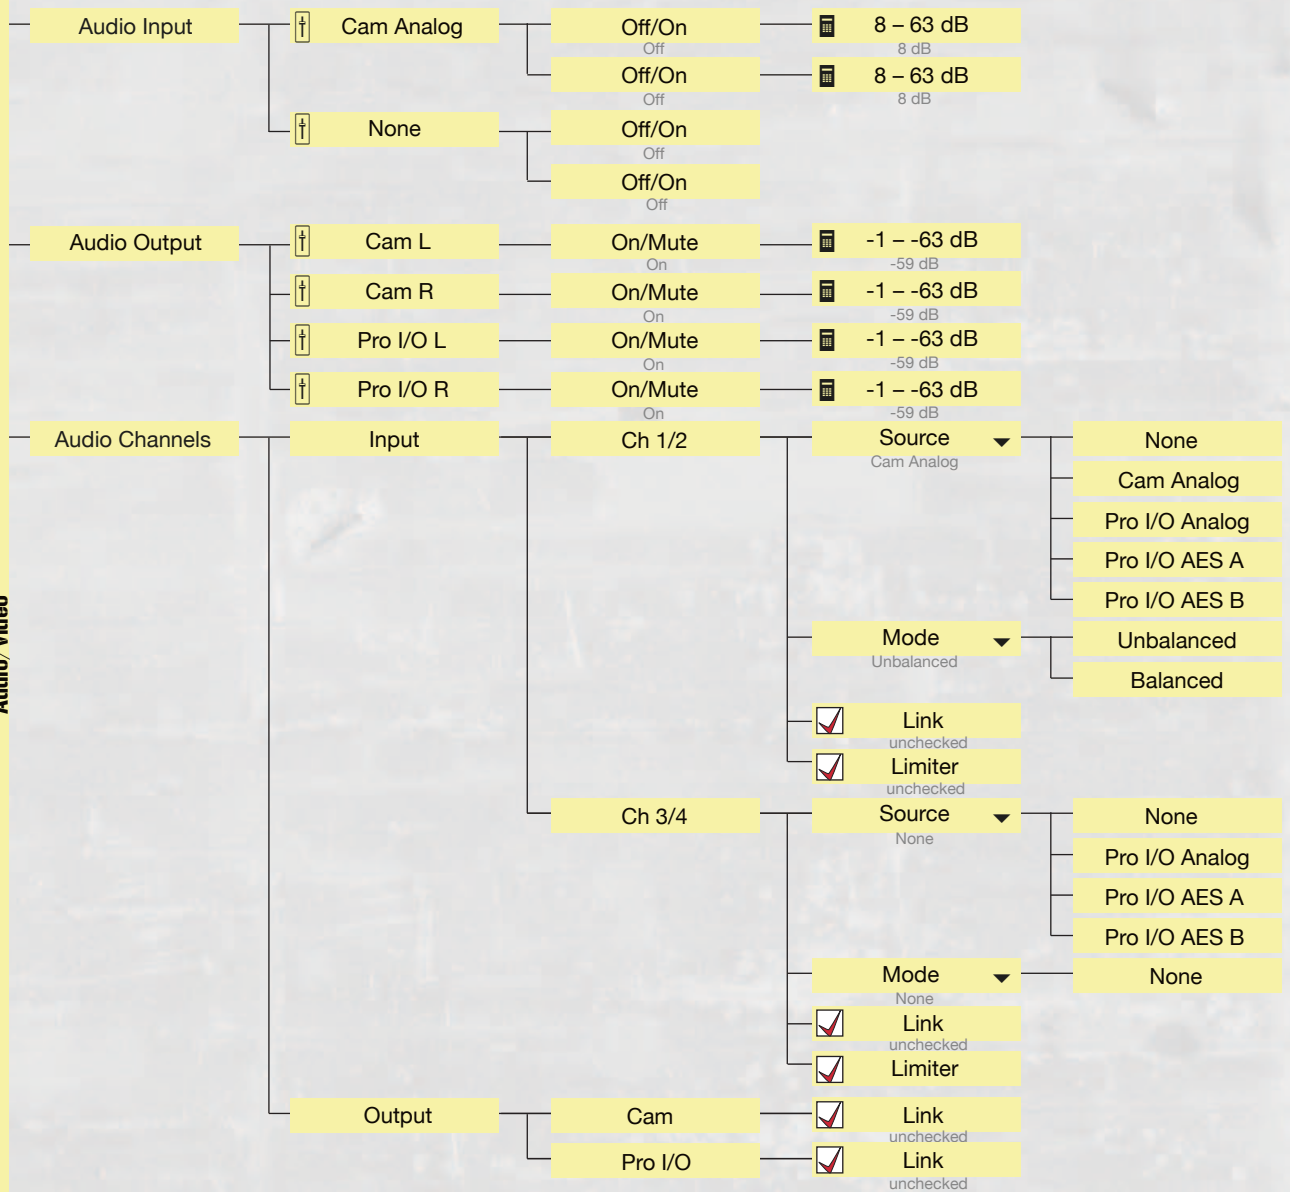 Audio/Video
Audio Input
Cam Analog
Off/On
Off
8 – 63 dB
8 dB
Off/On
Off
8 – 63 dB
8 dB
None
Off/On
Off
Off/On
Off
Audio Output
Cam L
On/Mute
On
-1 – -63 dB
-59 dB
Cam R
On/Mute
On
-1 – -63 dB
-59 dB
Pro I/O L
On/Mute
On
-1 – -63 dB
-59 dB
Pro I/O R
On/Mute
On
-1 – -63 dB
-59 dB
Audio Channels
Input
Ch 1/2
Source
Cam Analog
None
Cam Analog
Pro I/O Analog
Pro I/O AES A
Pro I/O AES B
Mode
Unbalanced
Unbalanced
Balanced
Link
unchecked
Limiter
unchecked
Ch 3/4
Source
None
None
Pro I/O Analog
Pro I/O AES A
Pro I/O AES B
Mode
None
None
Link
unchecked
Limiter
Output
Cam
Link
unchecked
Pro I/O
Link
unchecked